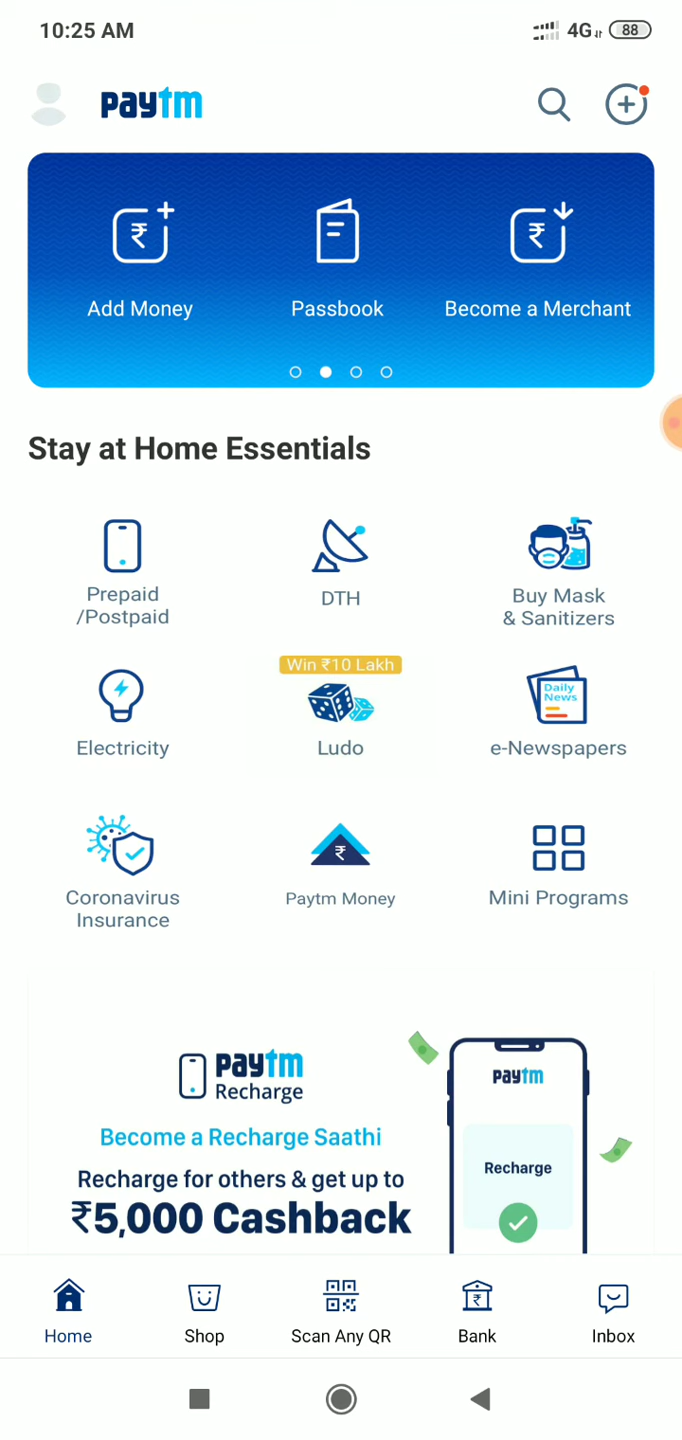 10:25 AM 4G 88
paytm
Add Money Passbook Become a Merchant
Stay at Home Essentials
Prepaid
/Postpaid
DTH
Buy Mask
& Sanitizers
Electricity
Win ₹10 Lakh
Ludo
Daily
News
e-Newspapers
Coronavirus
Insurance
₹
Paytm Money
Mini Programs
paytm
Recharge
Become a Recharge Saathi
Recharge for others & get up to
₹5,000 Cashback
paytm
Recharge
Home Shop Scan Any QR Bank Inbox